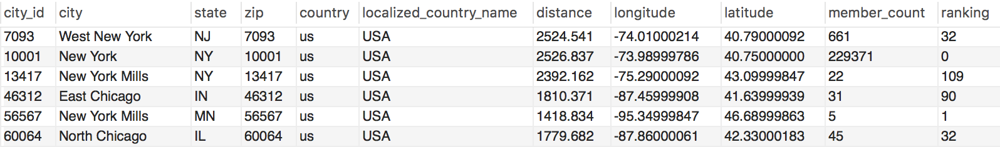 city_id city state zip country localized_country_name distance longitude latitude member_count ranking
7093 West New York NJ 7093 us USA 2524.541 -74.01000214 40.79000092 661 32
10001 New York NY 10001 us USA 2526.837 -73.98999786 40.75000000 229371 0
13417 New York Mills NY 13417 us USA 2392.162 -75.29000092 43.09999847 22 109
46312 East Chicago IN 46312 us USA 1810.371 -87.45999908 41.63999939 31 90
56567 New York Mills MN 56567 us USA 1418.834 -95.34999847 46.68999863 5 1
60064 North Chicago IL 60064 us USA 1779.682 -87.86000061 42.33000183 45 32